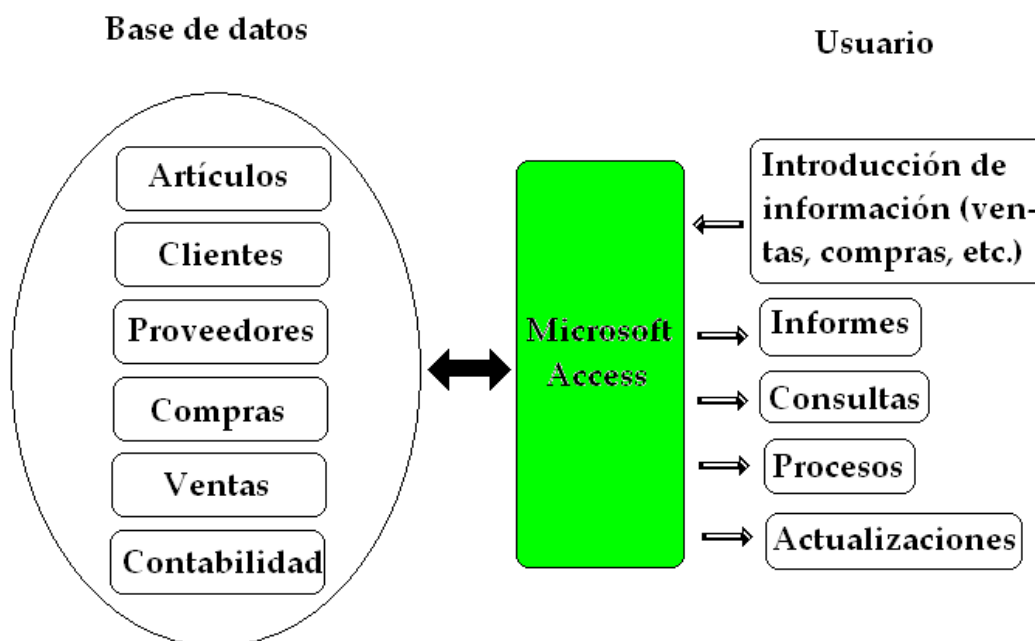 Base de datos
Usuario
Artículos
Clientes
Proveedores
Compras
Ventas
Contabilidad
Microsoft
Access
Introducción de
información (ven-
tas, compras, etc.)
Informes
Consultas
Procesos
Actualizaciones